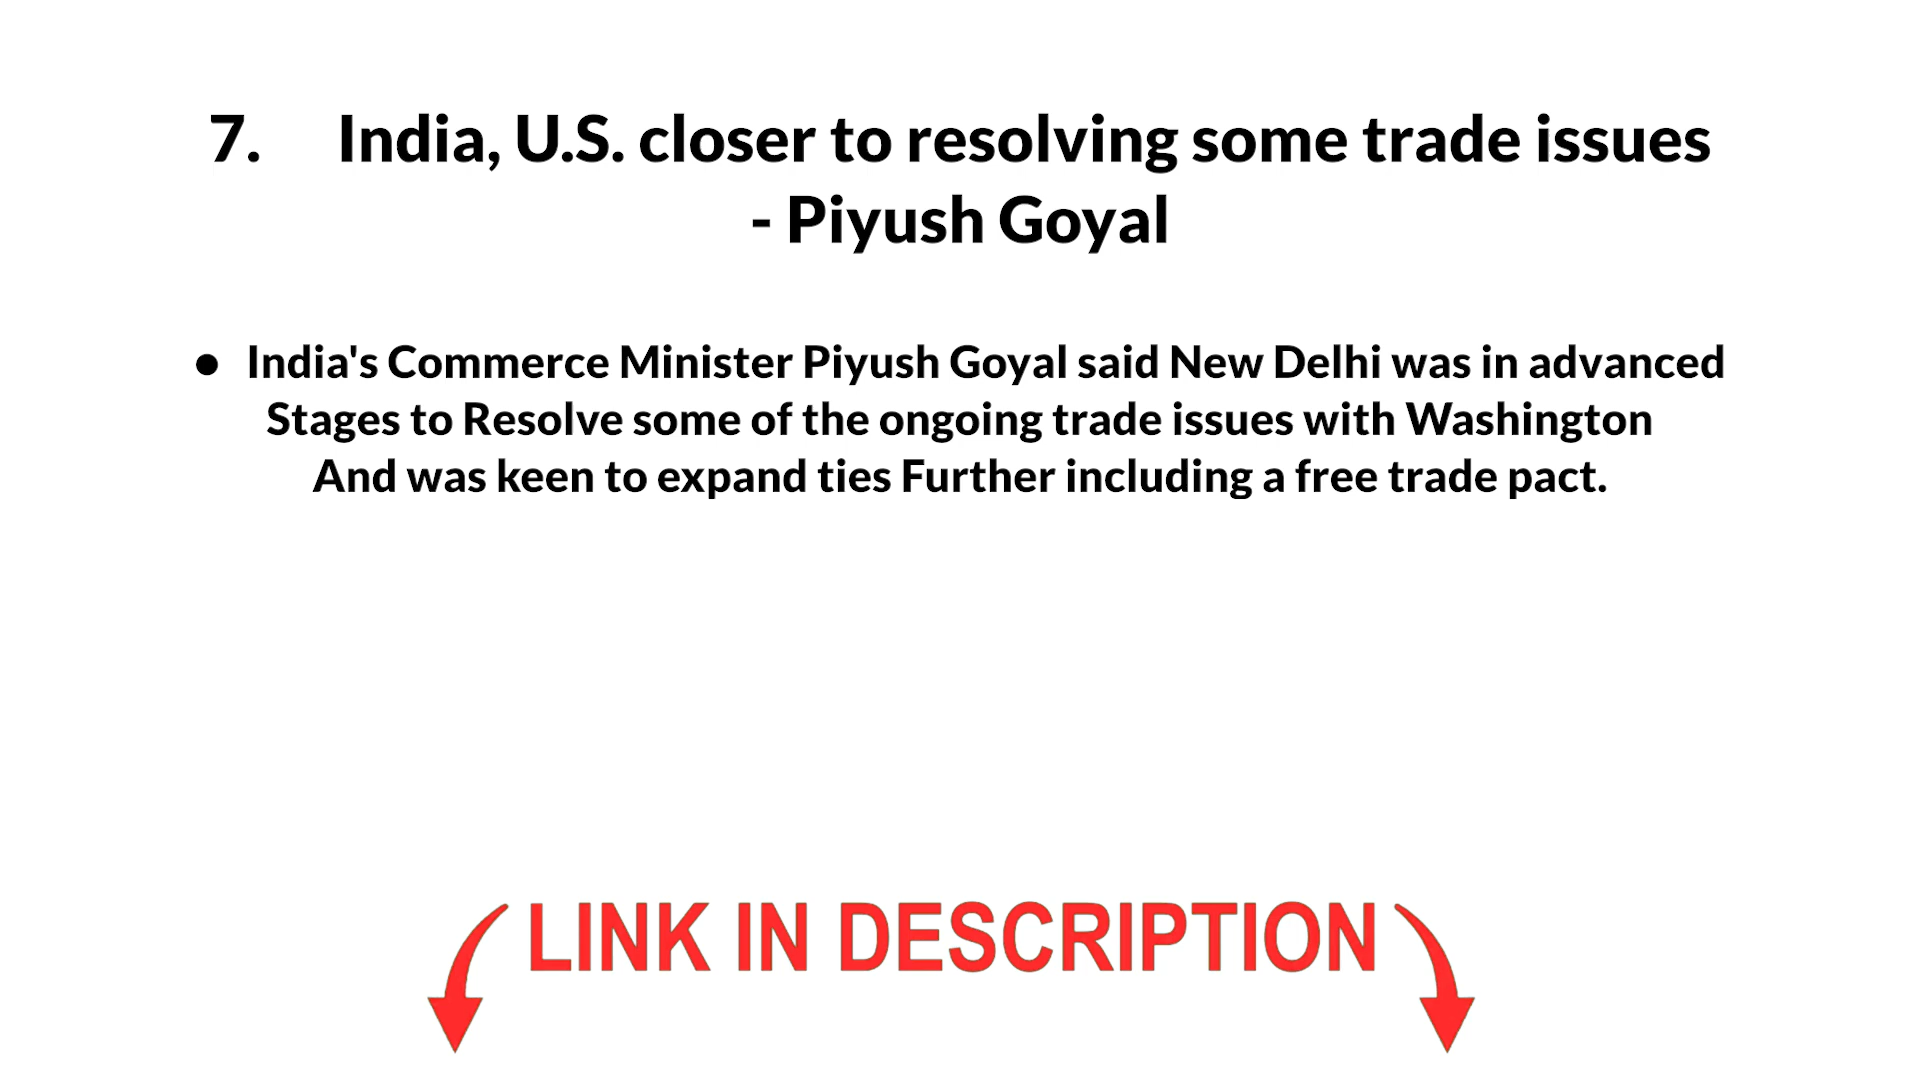 7. India, U.S. closer to resolving some trade issues
- Piyush Goyal
● India's Commerce Minister Piyush Goyal said New Delhi was in advanced
Stages to Resolve some of the ongoing trade issues with Washington
And was keen to expand ties Further including a free trade pact.
LINK IN DESCRIPTION